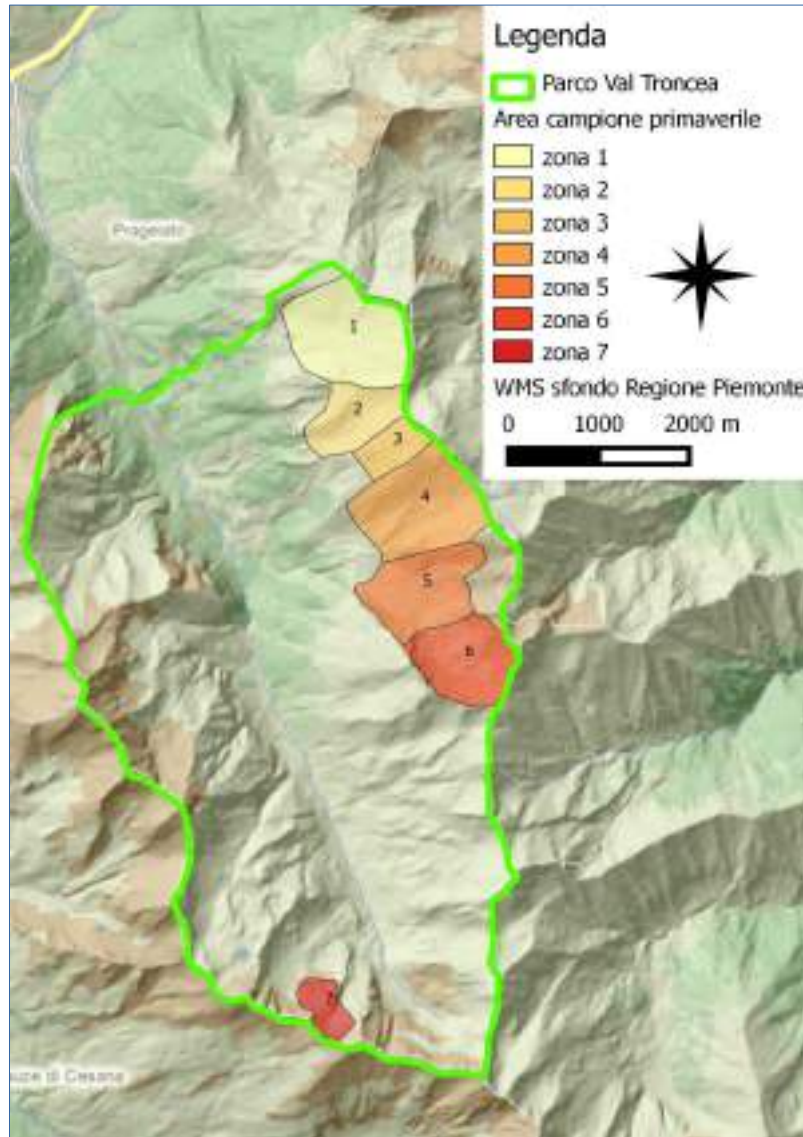 Legenda
Parco Val Troncea
Area campione primaverile
zona 1
zona 2
zona 3
zona 4
zona 5
zona 6
zona 7
WMS sfondo Regione Piemonte
0 1000 2000 m
Pragelato
1
2
3
4
5
6
7
di Cesana